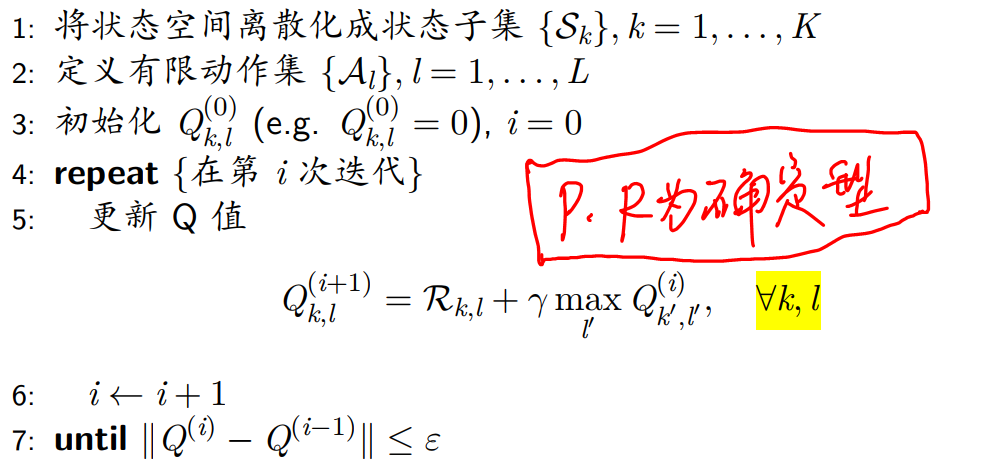 1: 将状态空间离散化成状态子集 {𝒮ₖ}, k = 1, . . . , K
2: 定义有限动作集 {𝒜ₗ}, l = 1, . . . , L
3: 初始化 Q_{k,l}^{(0)} (e.g. Q_{k,l}^{(0)} = 0), i = 0
4: repeat {在第 i 次迭代}
P、R为确定型
5: 更新 Q 值
Q_{k,l}^{(i+1)} = ℛ_{k,l} + γ max_{l′} Q_{k′,l′}^{(i)}, ∀k, l
6: i ← i + 1
7: until ‖Q^{(i)} − Q^{(i−1)}‖ ≤ ε